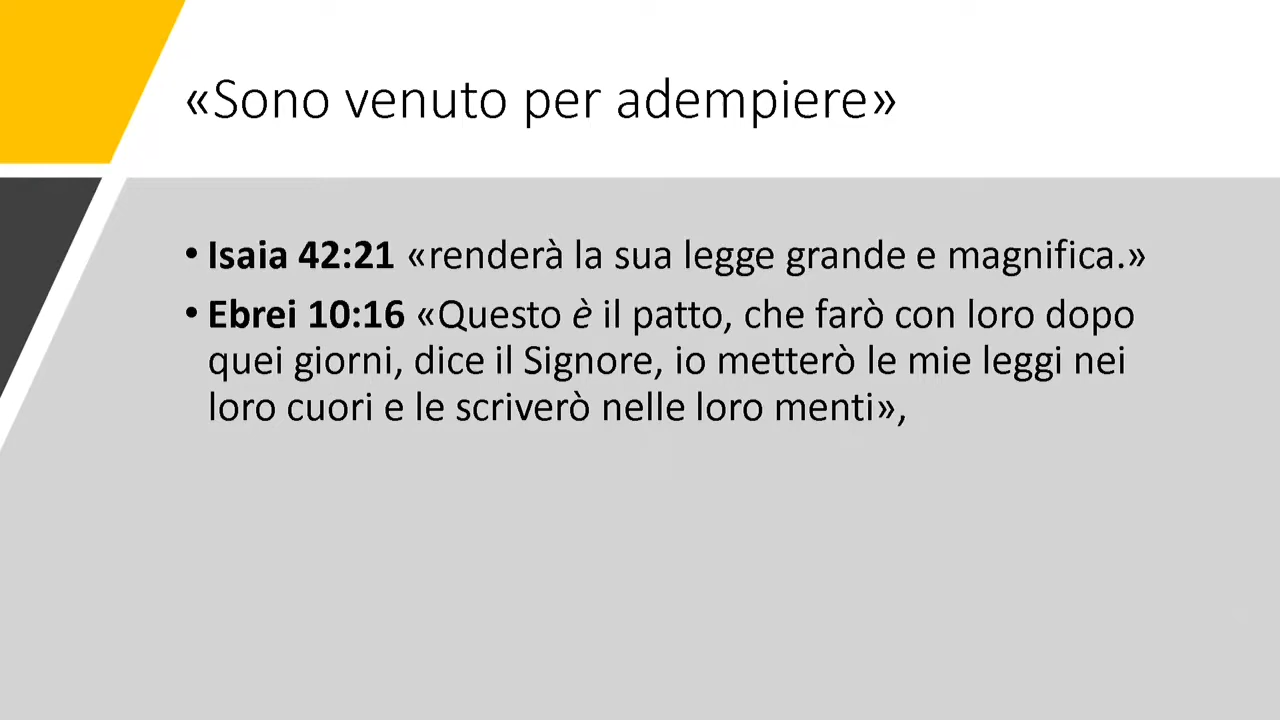 «Sono venuto per adempiere»
• Isaia 42:21 «renderà la sua legge grande e magnifica.»
• Ebrei 10:16 «Questo è il patto, che farò con loro dopo
quei giorni, dice il Signore, io metterò le mie leggi nei
loro cuori e le scriverò nelle loro menti»,